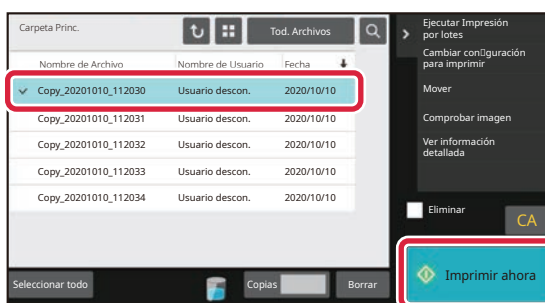 Carpeta Princ.
Tod. Archivos
Nombre de Archivo Nombre de Usuario Fecha
Copy_20201010_112030 Usuario descon. 2020/10/10
Copy_20201010_112031 Usuario descon. 2020/10/10
Copy_20201010_112032 Usuario descon. 2020/10/10
Copy_20201010_112033 Usuario descon. 2020/10/10
Copy_20201010_112034 Usuario descon. 2020/10/10
Seleccionar todo
Copias
Borrar
Ejecutar Impresión
por lotes
Cambiar con▯guración
para imprimir
Mover
Comprobar imagen
Ver información
detallada
Eliminar
CA
Imprimir ahora